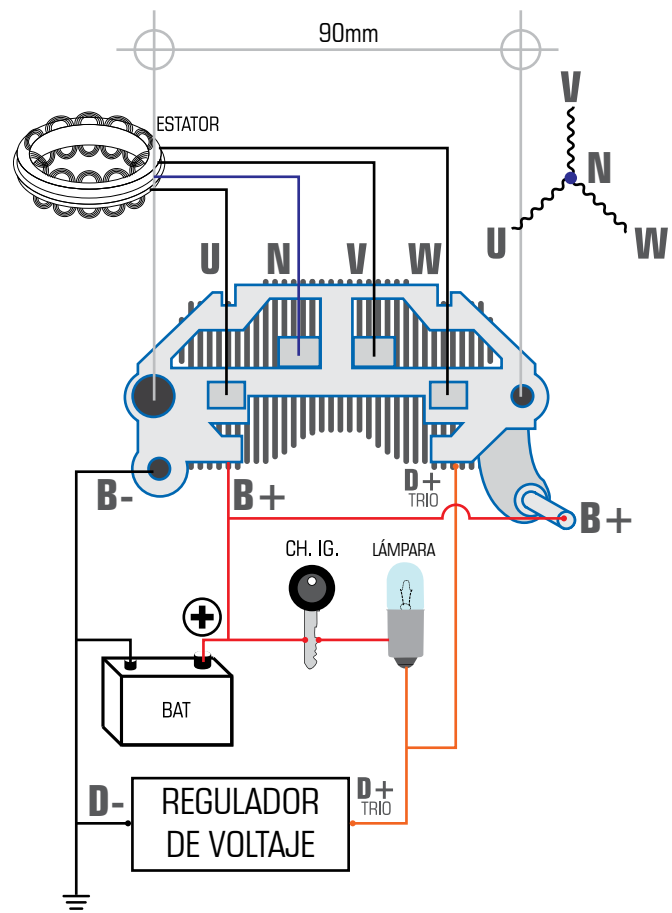 90mm
ESTATOR
V
N
U
W
U
N
V
W
B-
B+
D+
TRIO
B+
CH. IG.
LÁMPARA
+
BAT
D-
REGULADOR
DE VOLTAJE
D+
TRIO